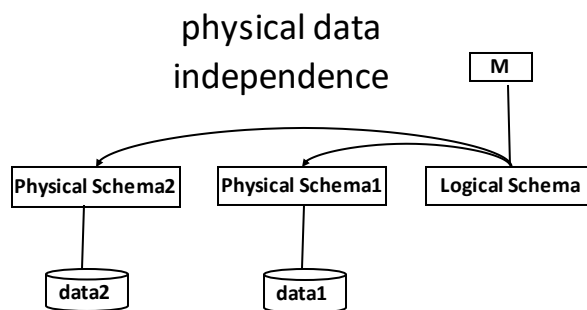 physical data
independence
M
Physical Schema2
Physical Schema1
Logical Schema
data2
data1